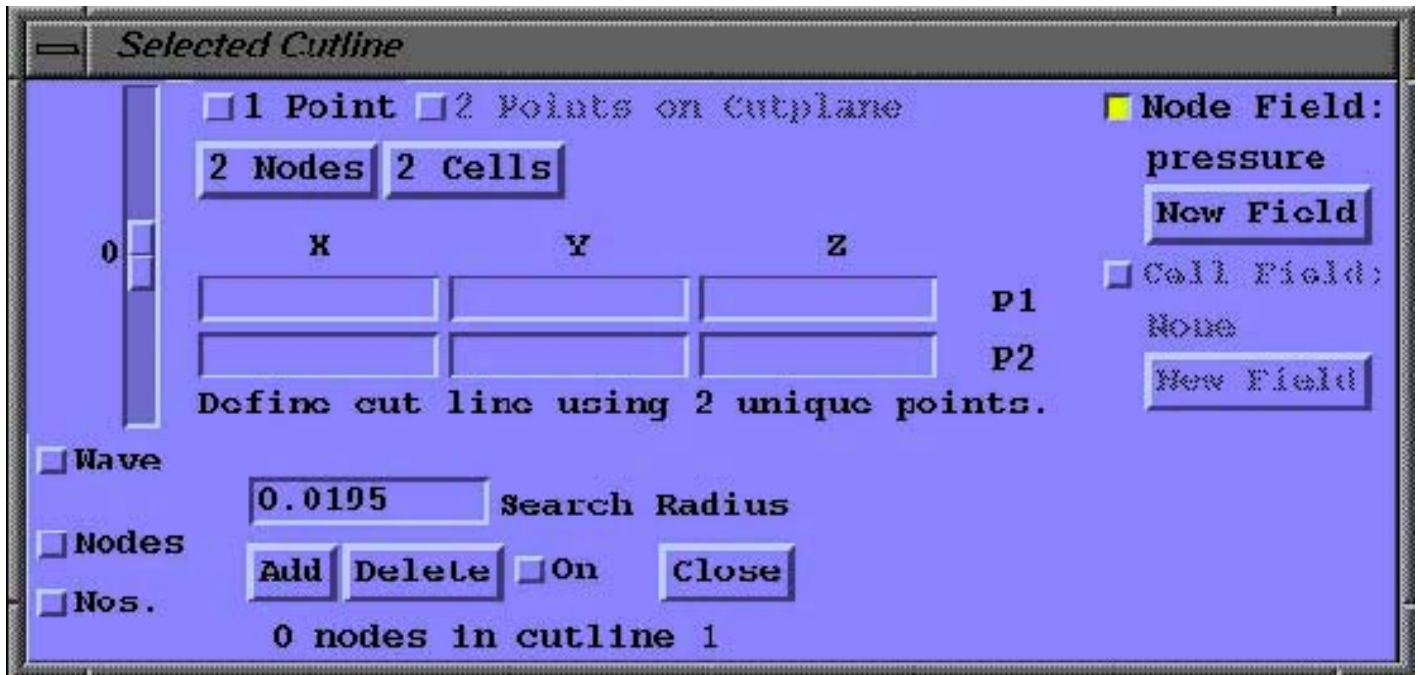 Selected Cutline
1 Point 2 Points on Cutplane
Node Field:
2 Nodes 2 Cells
pressure
New Field
0
X Y Z
Cell Field:
P1
None
P2
New Field
Define cut line using 2 unique points.
Wave
0.0195 Search Radius
Nodes
Add Delete On Close
Nos.
0 nodes in cutline 1